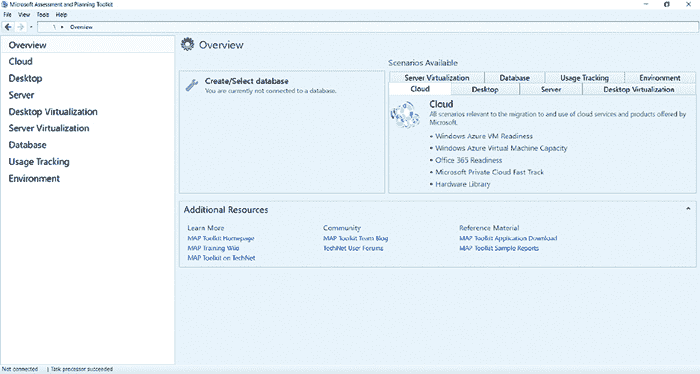 Microsoft Assessment and Planning Toolkit
File View Tools Help
\ ▸ Overview
Overview
Cloud
Desktop
Server
Desktop Virtualization
Server Virtualization
Database
Usage Tracking
Environment
Overview
Create/Select database
You are currently not connected to a database.
Scenarios Available
Server Virtualization Database Usage Tracking Environment
Cloud Desktop Server Desktop Virtualization
Cloud
All scenarios relevant to the migration to and use of cloud services and products offered by
Microsoft.
Windows Azure VM Readiness
Windows Azure Virtual Machine Capacity
Office 365 Readiness
Microsoft Private Cloud Fast Track
Hardware Library
Additional Resources
Learn More
MAP Toolkit Homepage
MAP Training Wiki
MAP Toolkit on TechNet
Community
MAP Toolkit Team Blog
TechNet User Forums
Reference Material
MAP Toolkit Application Download
MAP Toolkit Sample Reports
Not connected | Task processor succeeded